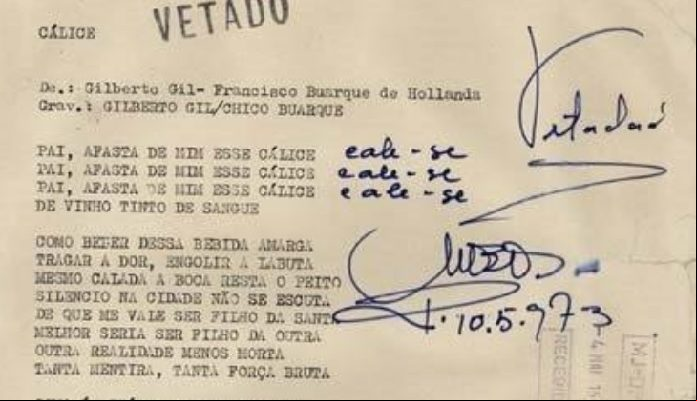 VETADO
CÁLICE
De.: Gilberto Gil- Francisco Buarque de Hollanda
Grav.: GILBERTO GIL/CHICO BUARQUE
Vetado
PAI, AFASTA DE MIM ESSE CÁLICE cale-se
PAI, AFASTA DE MIM ESSE CÁLICE cale-se
PAI, AFASTA DE MIM ESSE CÁLICE cale-se
DE VINHO TINTO DE SANGUE
COMO BEBER DESSA BEBIDA AMARGA
TRAGAR A DOR, ENGOLIR A LABUTA
MESMO CALADA A BOCA RESTA O PEITO
SILENCIO NA CIDADE NÃO SE ESCUTA
DE QUE ME VALE SER FILHO DA SANTA
MELHOR SERIA SER FILHO DA OUTRA
OUTRA REALIDADE MENOS MORTA
TANTA MENTIRA, TANTA FORÇA BRUTA
10.5.973